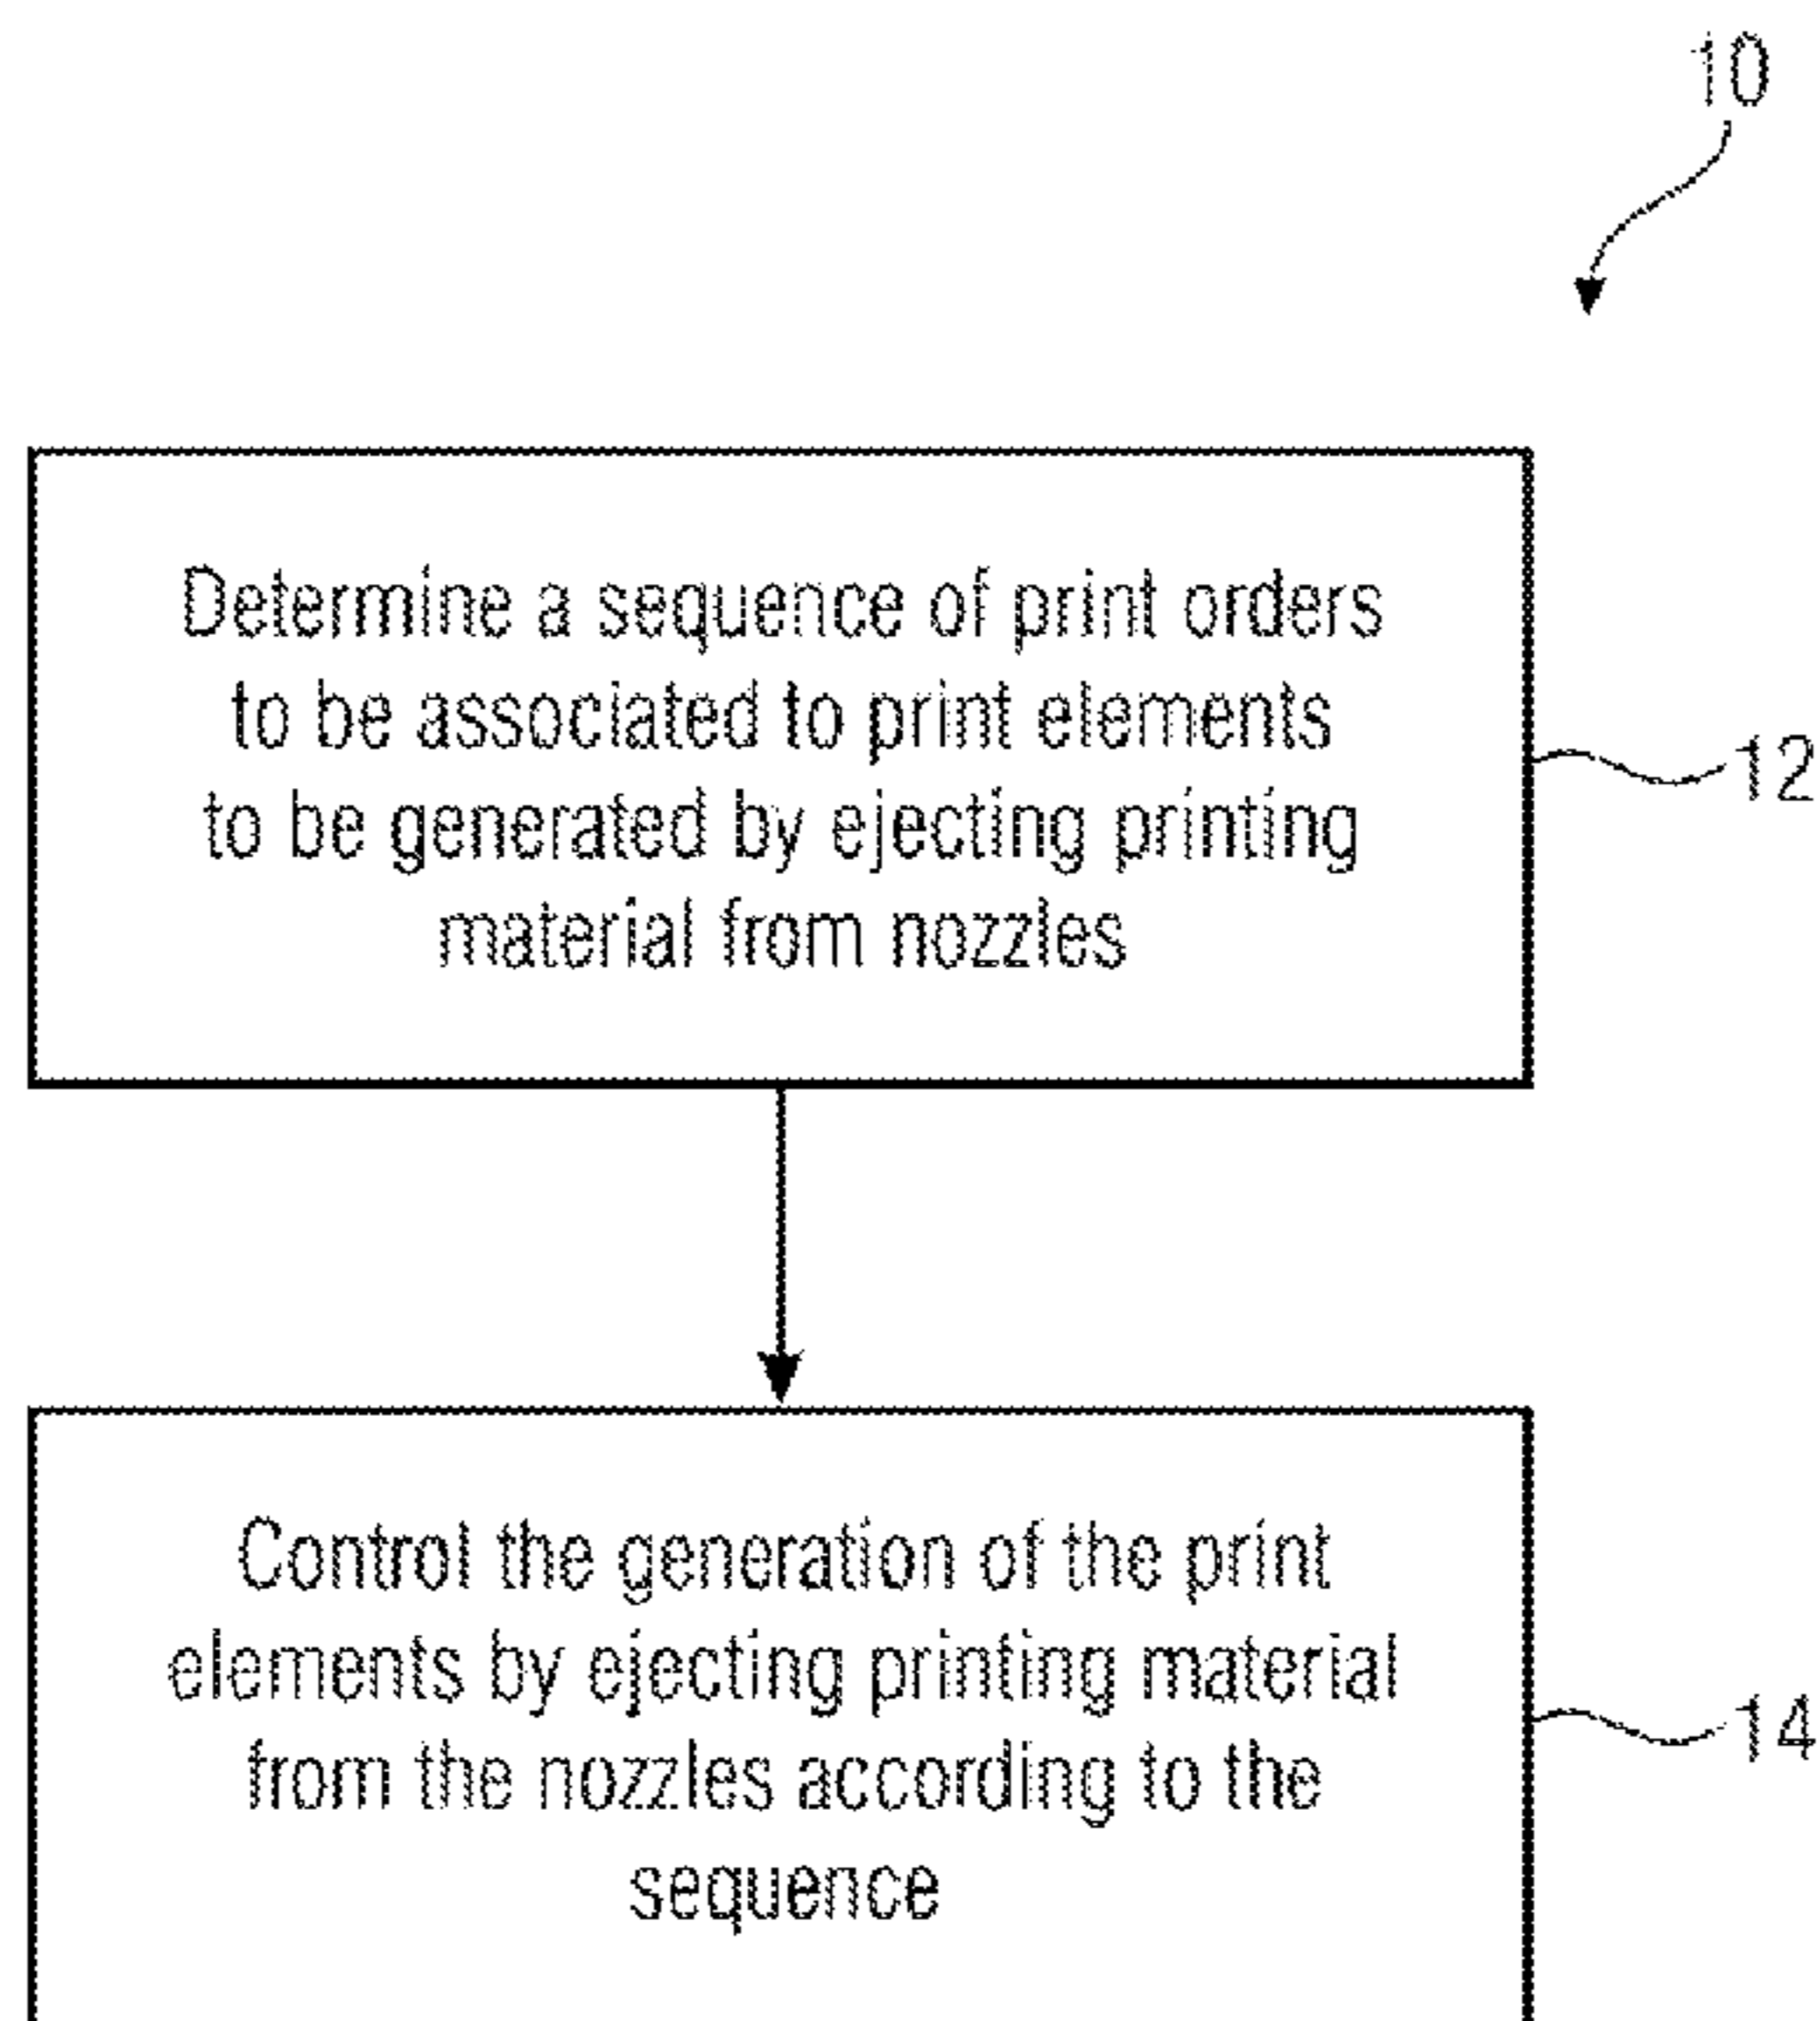 10
Determine a sequence of print orders
to be associated to print elements
to be generated by ejecting printing
material from nozzles
12
Control the generation of the print
elements by ejecting printing material
from the nozzles according to the
sequence
14